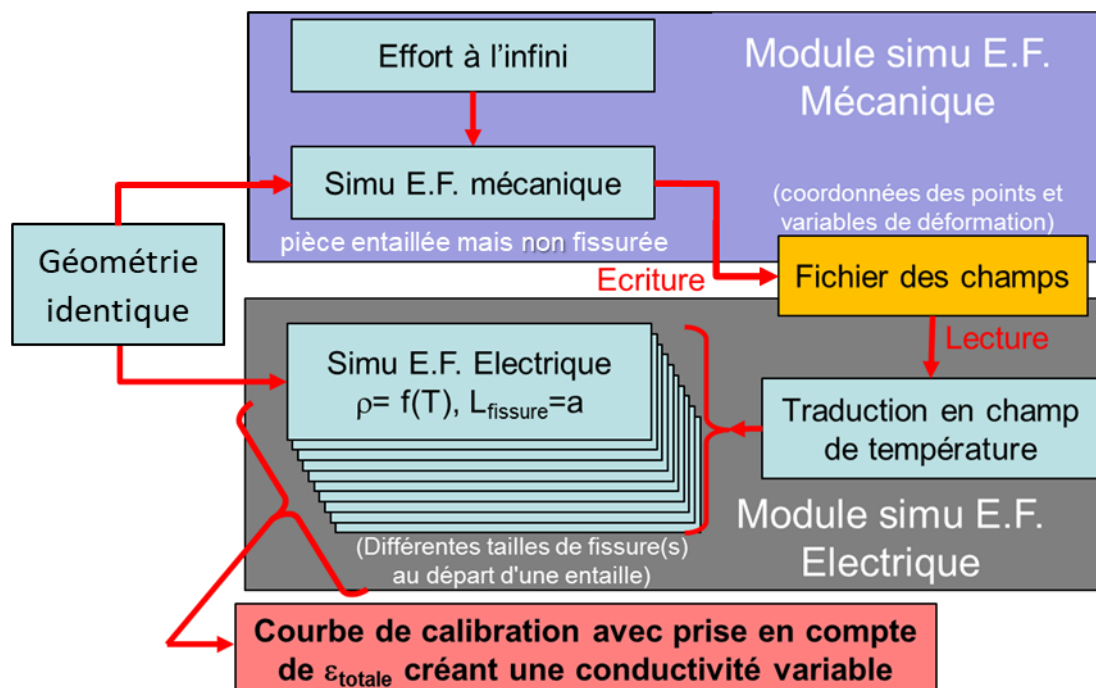 Effort à l'infini
Module simu E.F.
Mécanique
Simu E.F. mécanique
(coordonnées des points et
variables de déformation)
pièce entaillée mais non fissurée
Géométrie
identique
Ecriture
Fichier des champs
Lecture
Simu E.F. Electrique
ρ= f(T), Lfissure=a
Traduction en champ
de température
(Différentes tailles de fissure(s)
au départ d'une entaille)
Module simu E.F.
Electrique
Courbe de calibration avec prise en compte
de εtotale créant une conductivité variable